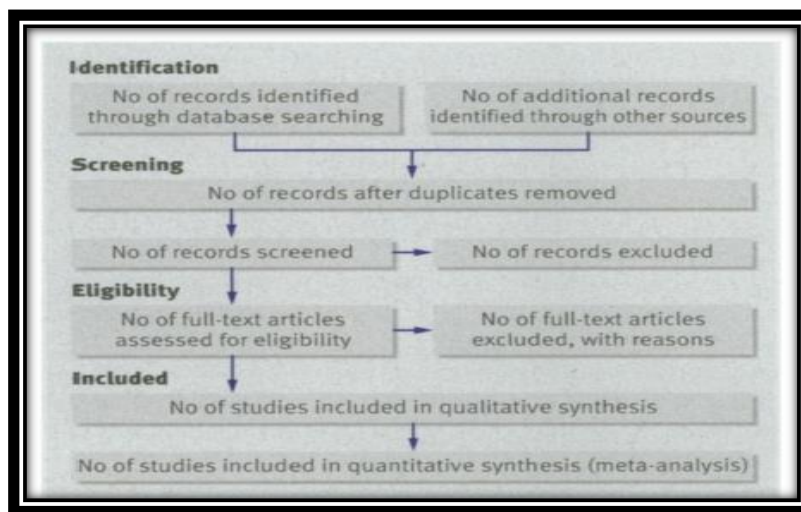 Identification
No of records identified
through database searching
No of additional records
identified through other sources
Screening
No of records after duplicates removed
No of records screened
No of records excluded
Eligibility
No of full-text articles
assessed for eligibility
No of full-text articles
excluded, with reasons
Included
No of studies included in qualitative synthesis
No of studies included in quantitative synthesis (meta-analysis)